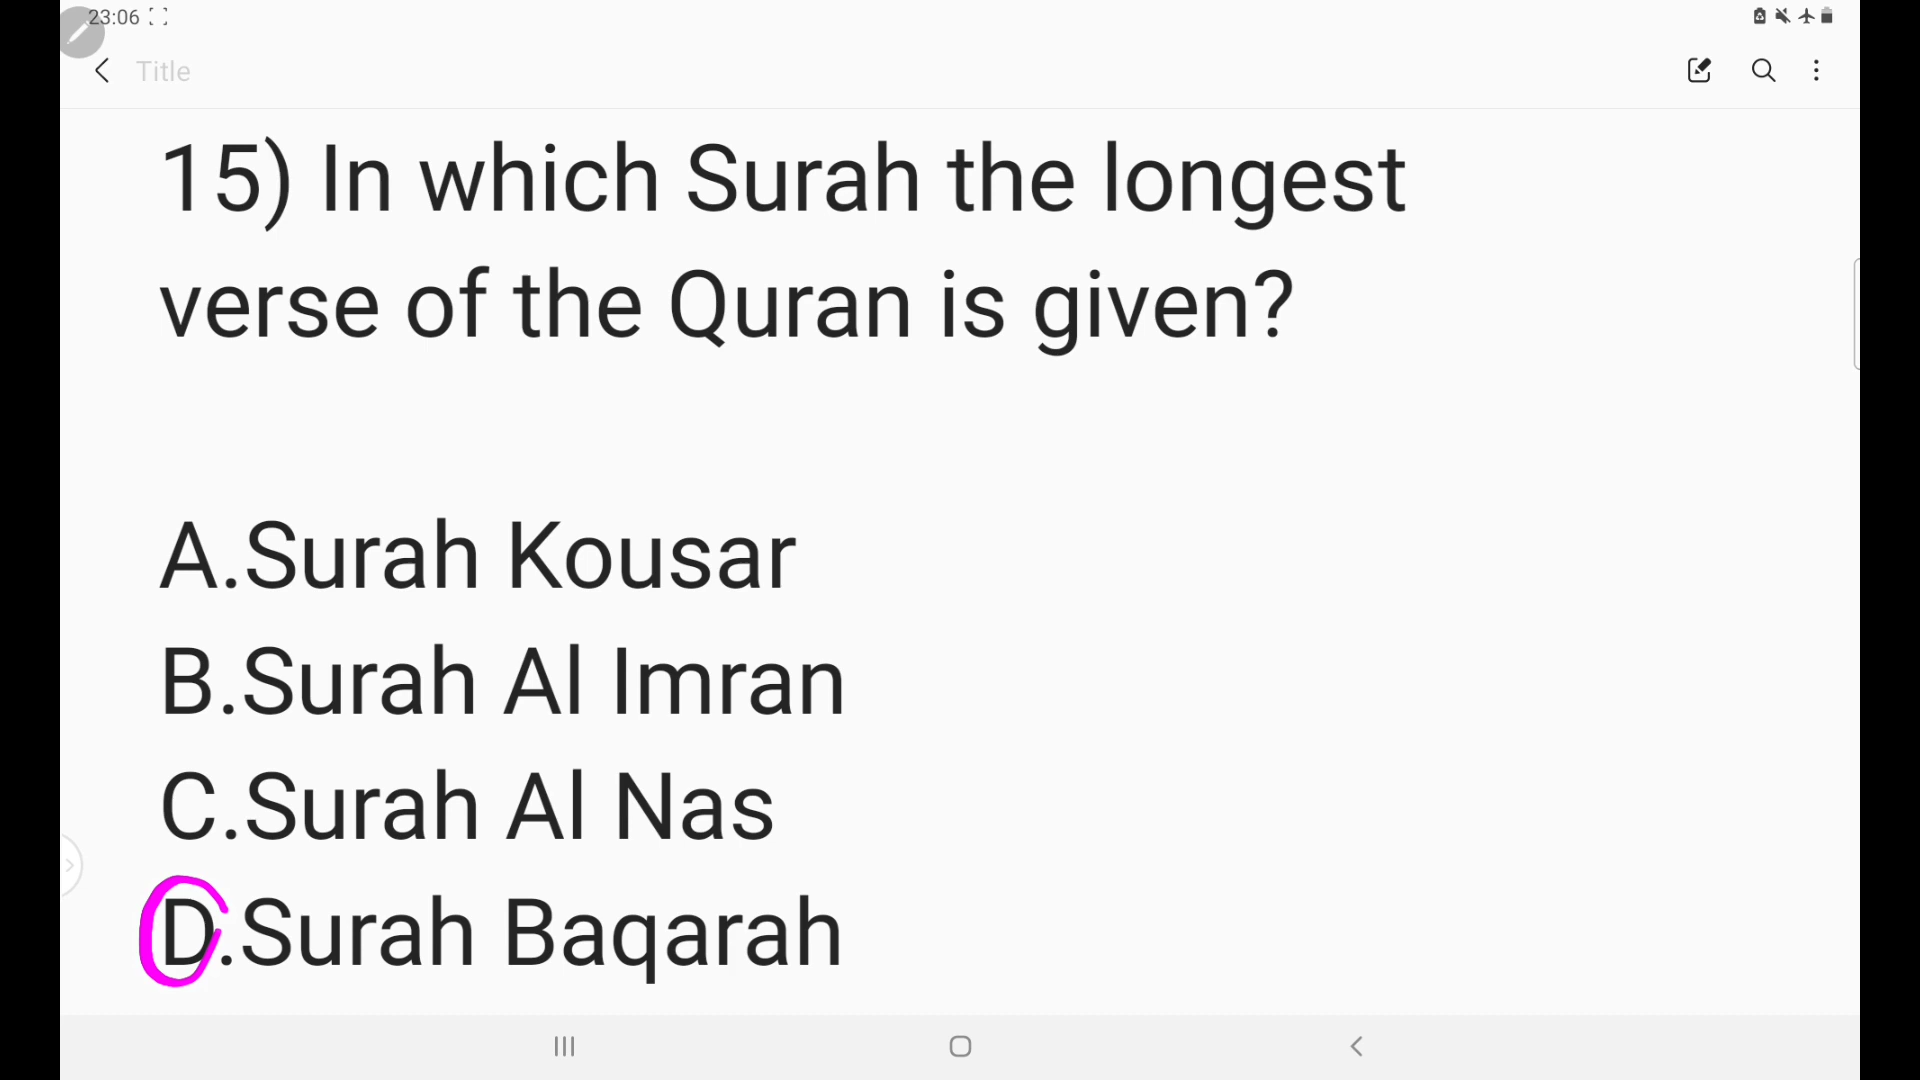 23:06
Title
15) In which Surah the longest
verse of the Quran is given?
A.Surah Kousar
B.Surah Al Imran
C.Surah Al Nas
D.Surah Baqarah